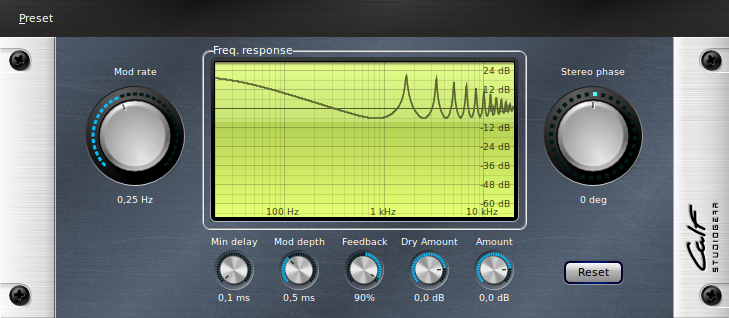 Preset
Freq. response
Mod rate
Stereo phase
24 dB
12 dB
-12 dB
-24 dB
-36 dB
-48 dB
-60 dB
100 Hz 1 kHz 10 kHz
0,25 Hz
0 deg
Calf
STUDIOGEAR
Min delay Mod depth Feedback Dry Amount Amount
Reset
0,1 ms 0,5 ms 90% 0,0 dB 0,0 dB